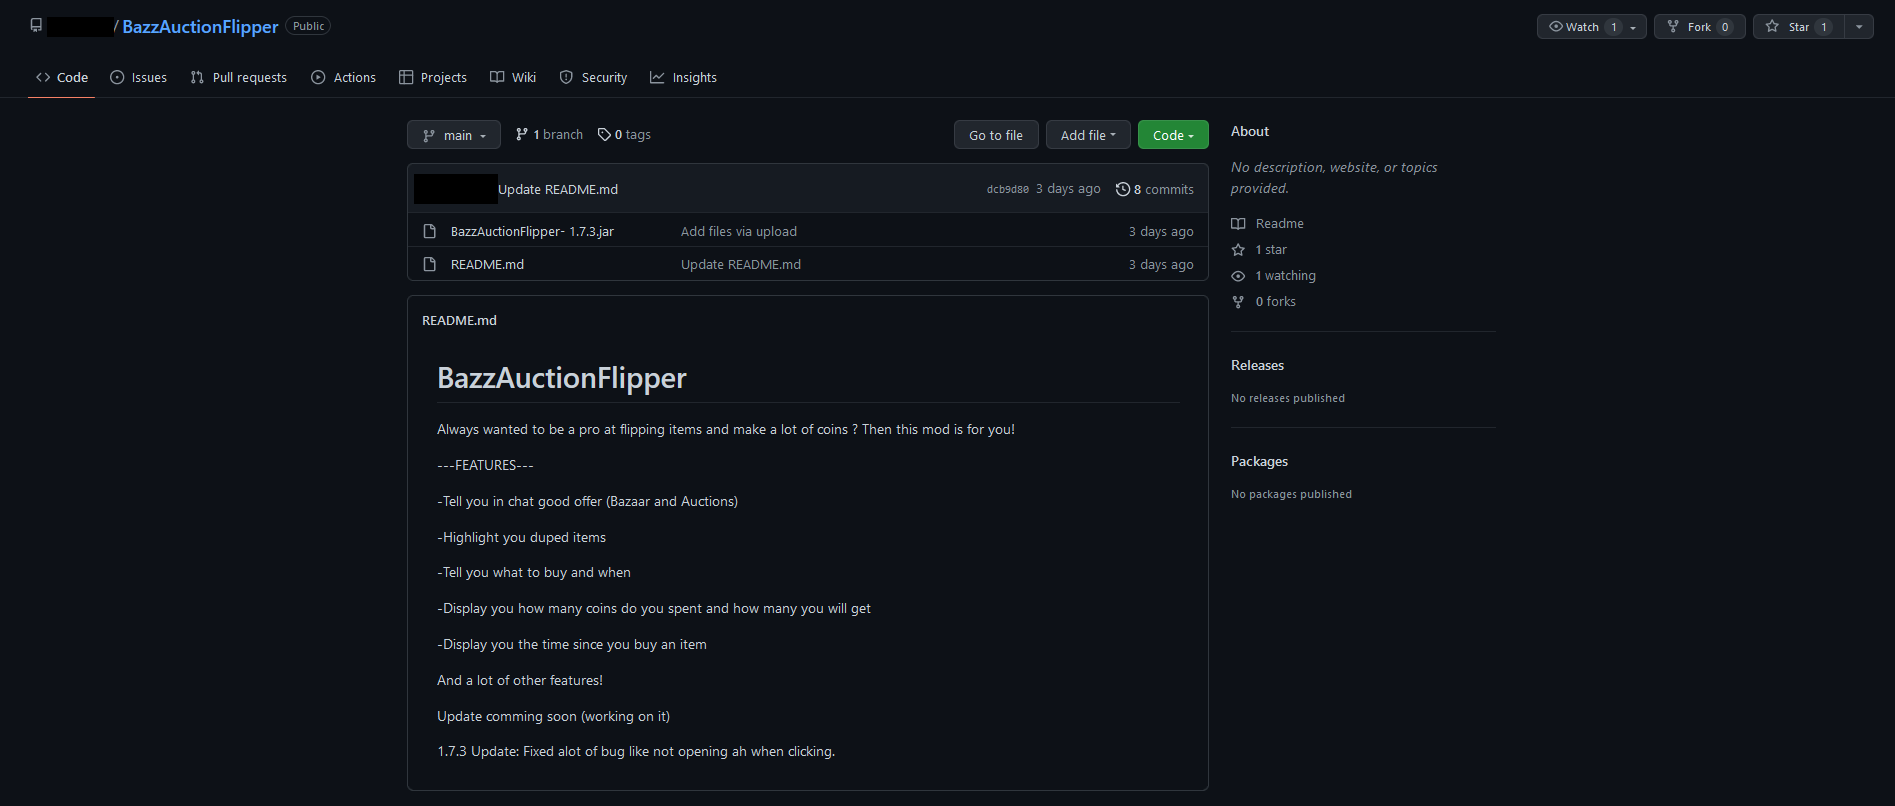 / BazzAuctionFlipper Public
Watch 1 Fork 0 Star 1
Code Issues Pull requests Actions Projects Wiki Security Insights
main 1 branch 0 tags Go to file Add file Code
Update README.md dcb9d80 3 days ago 8 commits
BazzAuctionFlipper- 1.7.3.jar Add files via upload 3 days ago
README.md Update README.md 3 days ago
README.md
BazzAuctionFlipper
Always wanted to be a pro at flipping items and make a lot of coins ? Then this mod is for you!
---FEATURES---
-Tell you in chat good offer (Bazaar and Auctions)
-Highlight you duped items
-Tell you what to buy and when
-Display you how many coins do you spent and how many you will get
-Display you the time since you buy an item
And a lot of other features!
Update comming soon (working on it)
1.7.3 Update: Fixed alot of bug like not opening ah when clicking.
About
No description, website, or topics
provided.
Readme
1 star
1 watching
0 forks
Releases
No releases published
Packages
No packages published